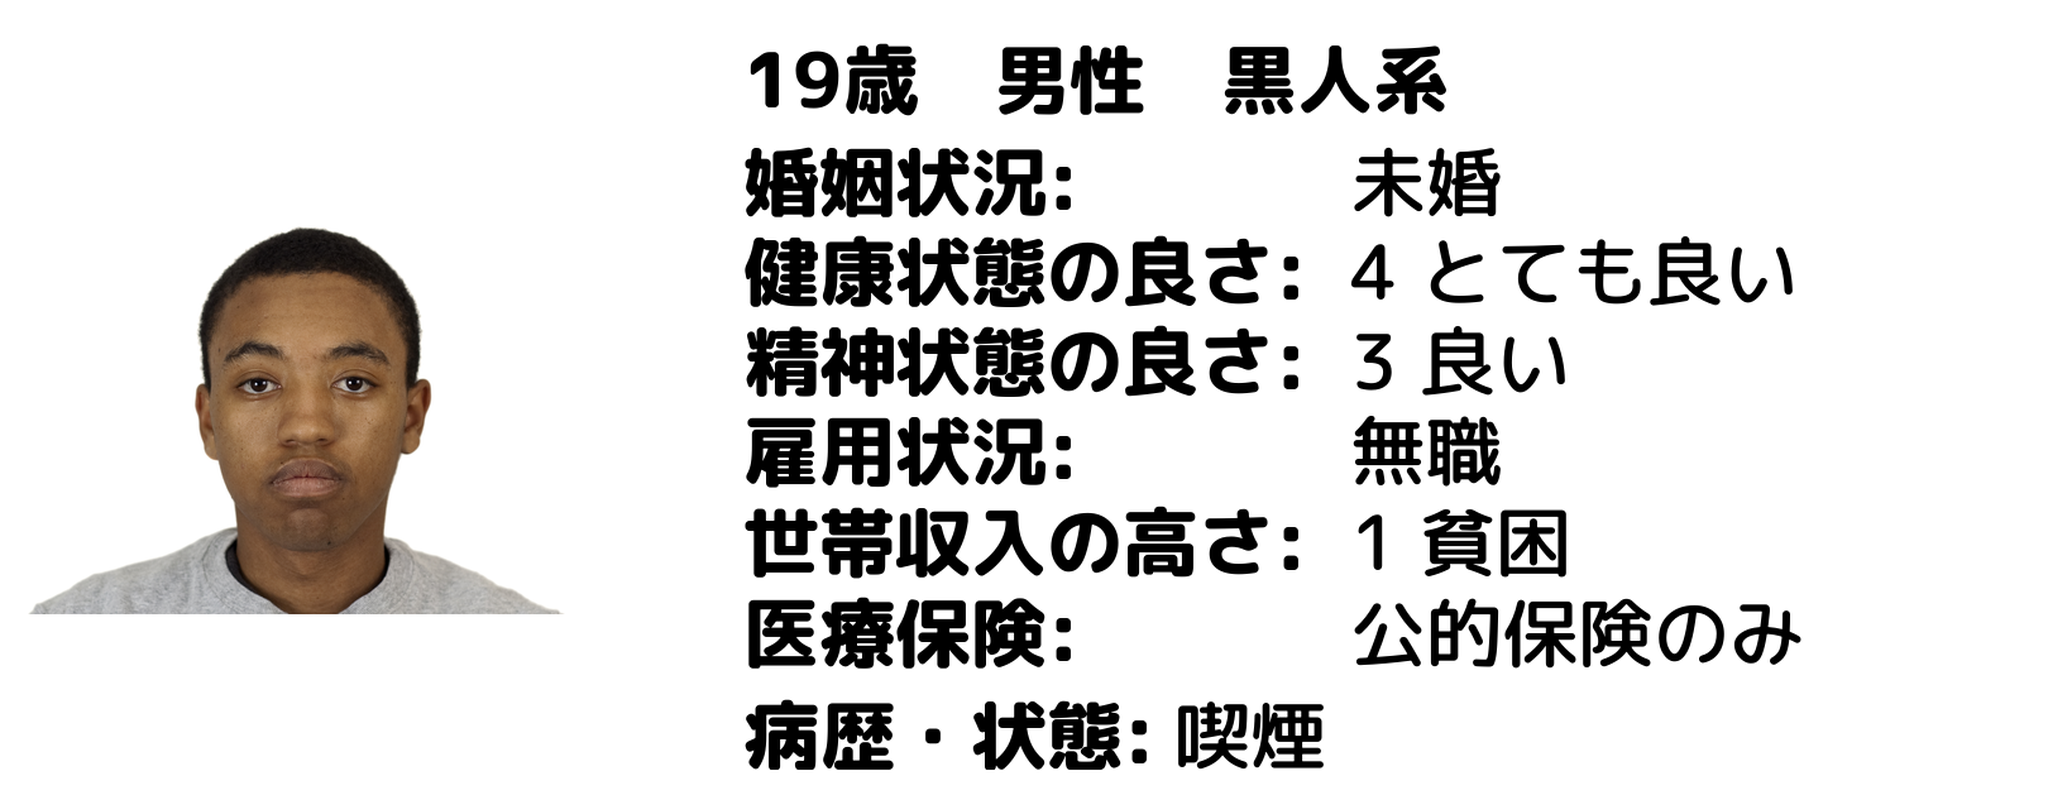 19歳　男性　黒人系
婚姻状況: 未婚
健康状態の良さ: 4 とても良い
精神状態の良さ: 3 良い
雇用状況: 無職
世帯収入の高さ: 1 貧困
医療保険: 公的保険のみ
病歴・状態: 喫煙